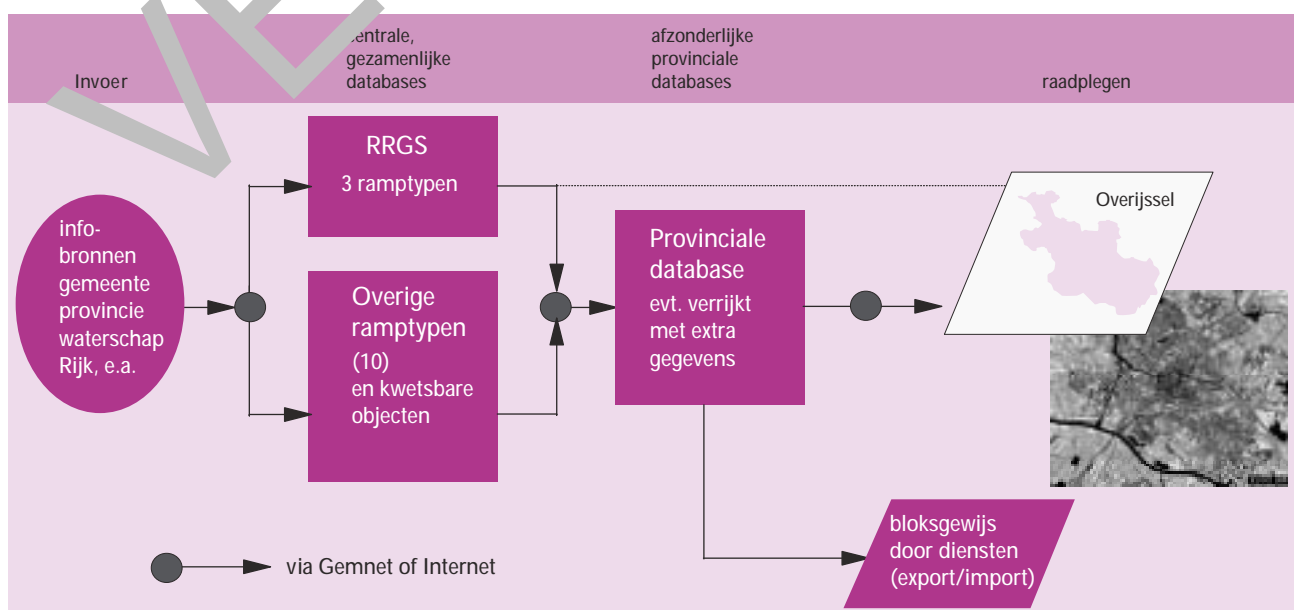 Invoer
centrale,
gezamenlijke
databases
afzonderlijke
provinciale
databases
raadplegen
info-
bronnen
gemeente
provincie
waterschap
Rijk, e.a.
RRGS
3 ramptypen
Overige
ramptypen
(10)
en kwetsbare
objecten
Provinciale
database
evt. verrijkt
met extra
gegevens
Overijssel
bloksgewijs
door diensten
(export/import)
via Gemnet of Internet